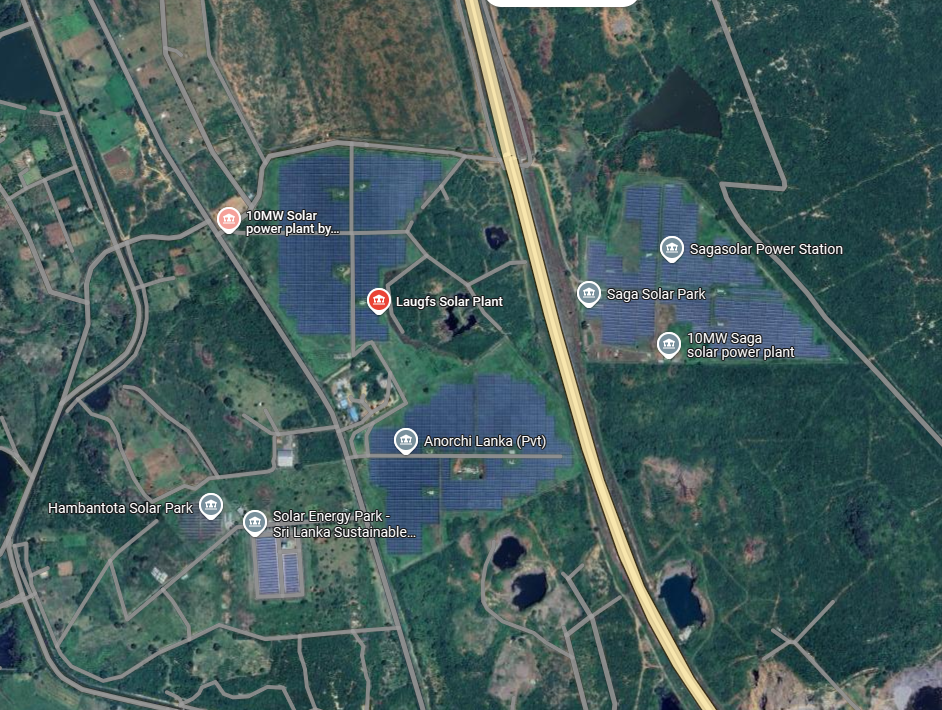 10MW Solar
power plant by...
Sagasolar Power Station
Laugfs Solar Plant
Saga Solar Park
10MW Saga
solar power plant
Anorchi Lanka (Pvt)
Hambantota Solar Park
Solar Energy Park -
Sri Lanka Sustainable...